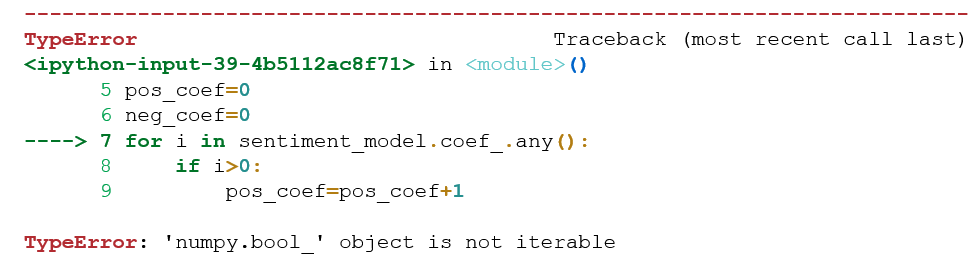 ---------------------------------------------------------------------------
TypeError                                 Traceback (most recent call last)
<ipython-input-39-4b5112ac8f71> in <module>()
      5 pos_coef=0
      6 neg_coef=0
----> 7 for i in sentiment_model.coef_.any():
      8     if i>0:
      9         pos_coef=pos_coef+1
TypeError: 'numpy.bool_' object is not iterable